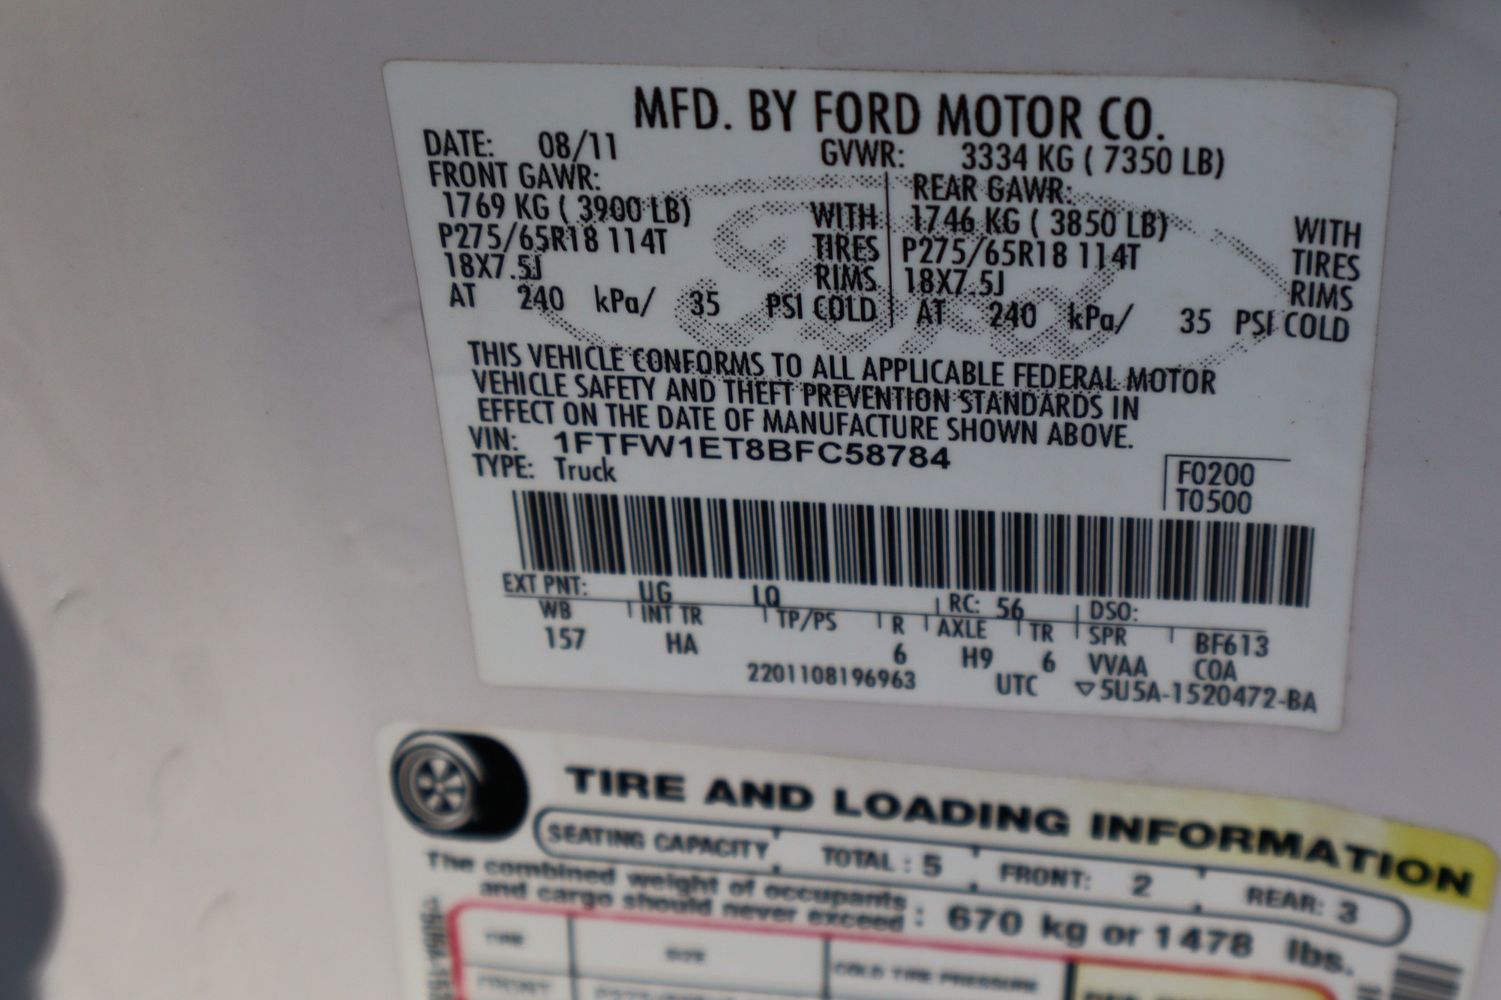 MFD. BY FORD MOTOR CO.
DATE: 08/11 GVWR: 3334 KG ( 7350 LB)
FRONT GAWR: REAR GAWR:
1769 KG ( 3900 LB) WITH 1746 KG ( 3850 LB) WITH
P275/65R18 114T TIRES P275/65R18 114T TIRES
18X7.5J RIMS 18X7.5J RIMS
AT 240 kPa/ 35 PSI COLD AT 240 kPa/ 35 PSI COLD
Ford
THIS VEHICLE CONFORMS TO ALL APPLICABLE FEDERAL MOTOR
VEHICLE SAFETY AND THEFT PREVENTION STANDARDS IN
EFFECT ON THE DATE OF MANUFACTURE SHOWN ABOVE.
VIN: 1FTFW1ET8BFC58784
TYPE: Truck
F0200
T0500
EXT PNT: UG LQ RC: 56 DSO:
WB INT TR TP/PS R AXLE TR SPR BF613
157 HA 6 H9 6 VVAA COA
2201108196963 UTC ▽5U5A-1520472-BA
TIRE AND LOADING INFORMATION
SEATING CAPACITY TOTAL : 5 FRONT: 2 REAR: 3
The combined weight of occupants
and cargo should never exceed : 670 kg or 1478 lbs.
TIRE SIZE COLD TIRE PRESSURE
FRONT